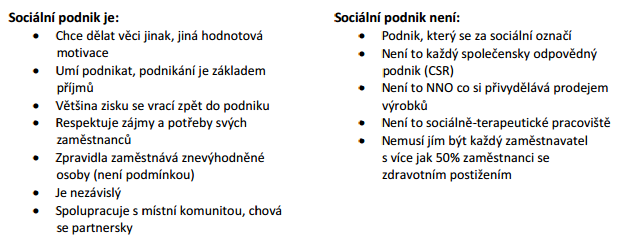 Sociální podnik je:
• Chce dělat věci jinak, jiná hodnotová
motivace
• Umí podnikat, podnikání je základem
příjmů
• Většina zisku se vrací zpět do podniku
• Respektuje zájmy a potřeby svých
zaměstnanců
• Zpravidla zaměstnává znevýhodněné
osoby (není podmínkou)
• Je nezávislý
• Spolupracuje s místní komunitou, chová
se partnersky
Sociální podnik není:
• Podnik, který se za sociální označí
• Není to každý společensky odpovědný
podnik (CSR)
• Není to NNO co si přivydělává prodejem
výrobků
• Není to sociálně-terapeutické pracoviště
• Nemusí jím být každý zaměstnavatel
s více jak 50% zaměstnanci se
zdravotním postižením